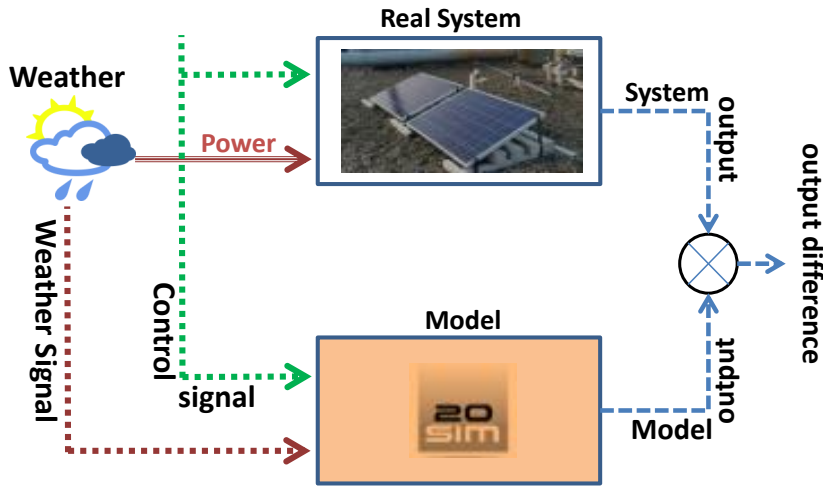 Real System
Weather
System
output
Power
output difference
Weather Signal
Control
signal
Model
20
sim
Model
output